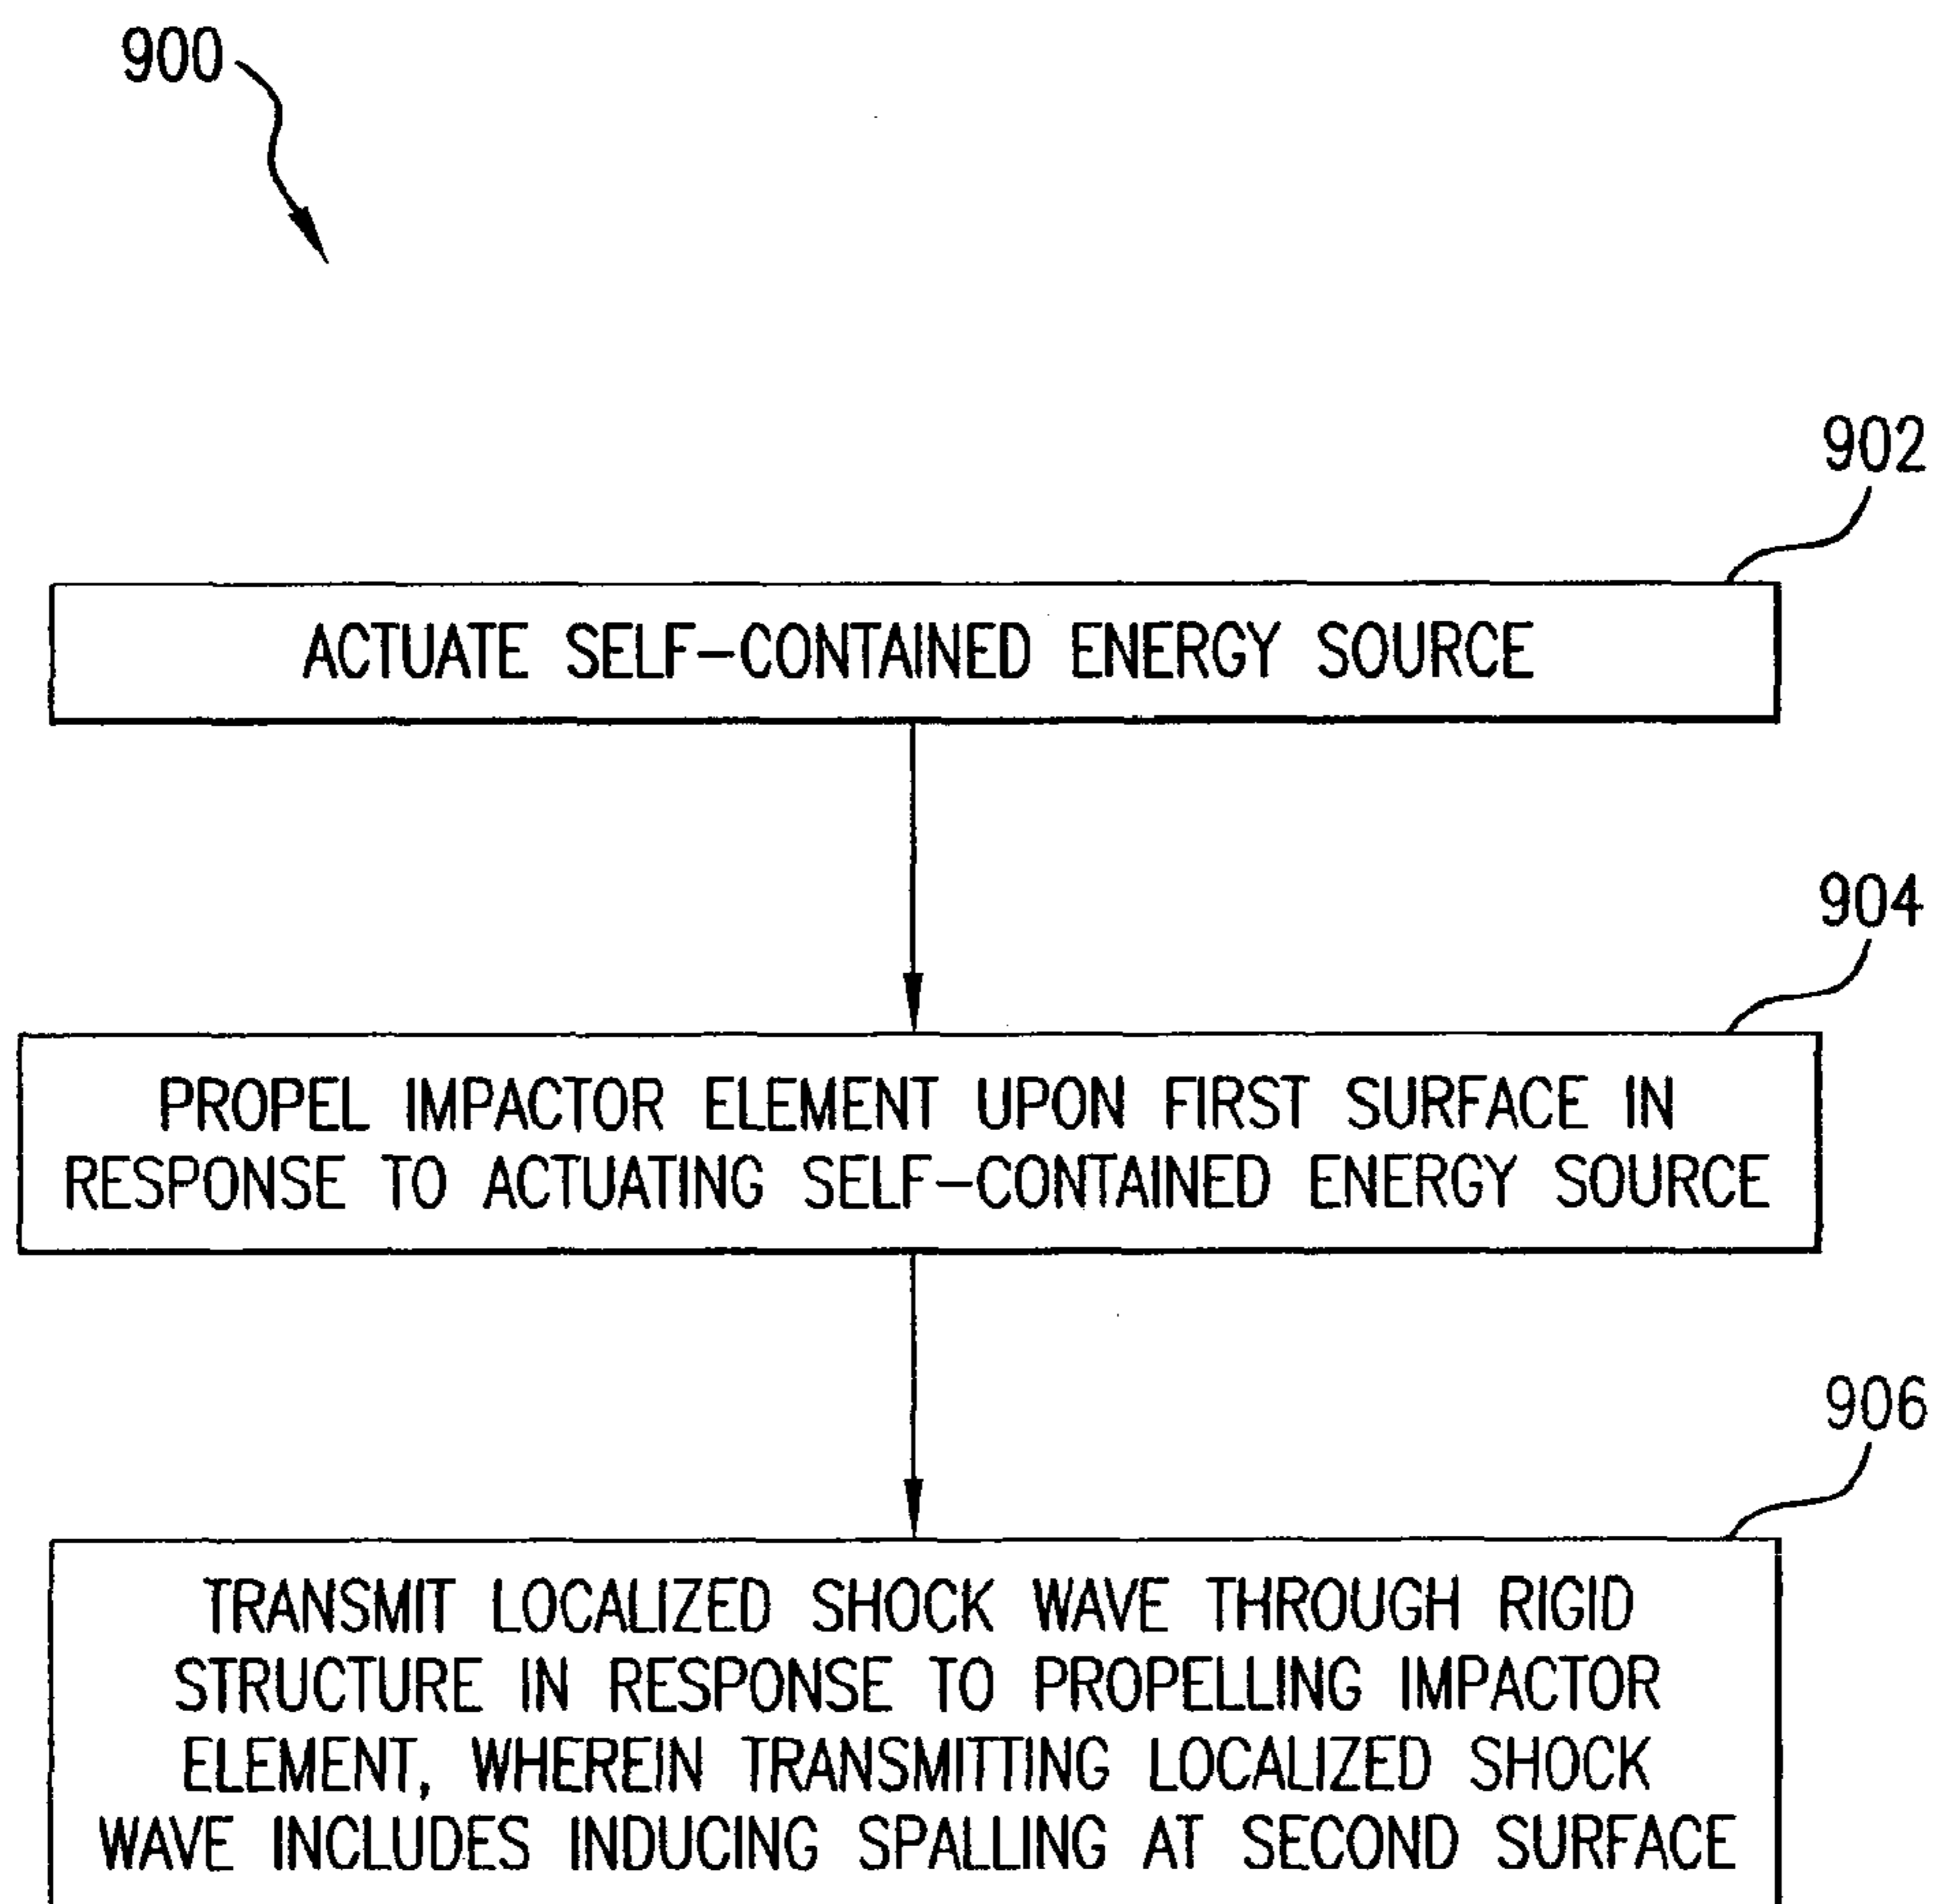 900
902
ACTUATE SELF-CONTAINED ENERGY SOURCE
904
PROPEL IMPACTOR ELEMENT UPON FIRST SURFACE IN
RESPONSE TO ACTUATING SELF-CONTAINED ENERGY SOURCE
906
TRANSMIT LOCALIZED SHOCK WAVE THROUGH RIGID
STRUCTURE IN RESPONSE TO PROPELLING IMPACTOR
ELEMENT, WHEREIN TRANSMITTING LOCALIZED SHOCK
WAVE INCLUDES INDUCING SPALLING AT SECOND SURFACE